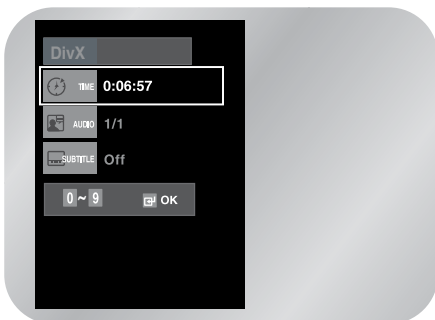 DivX
TIME 0:06:57
AUDIO 1/1
SUBTITLE Off
0 ~ 9 OK